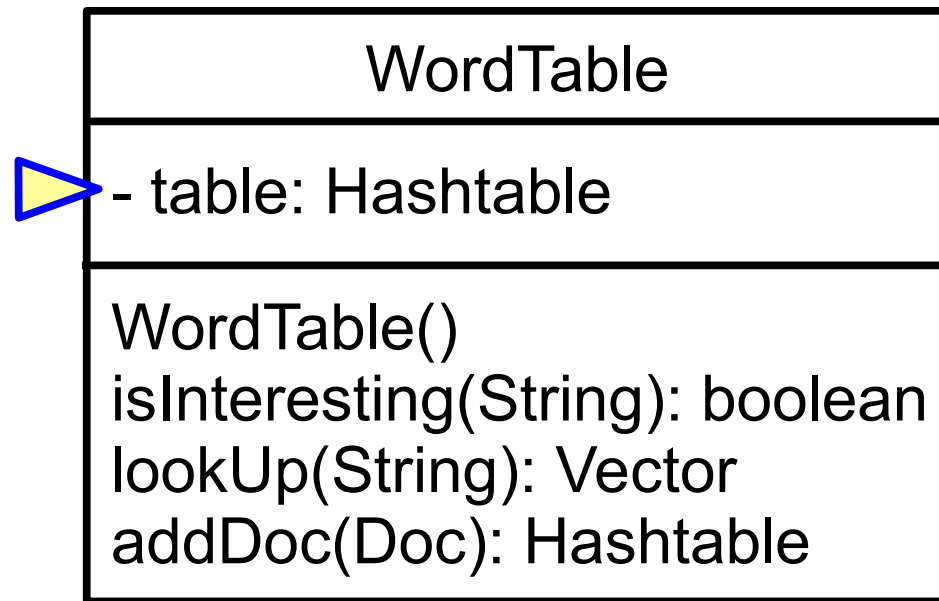 WordTable
- table: Hashtable
WordTable()
isInteresting(String): boolean
lookUp(String): Vector
addDoc(Doc): Hashtable